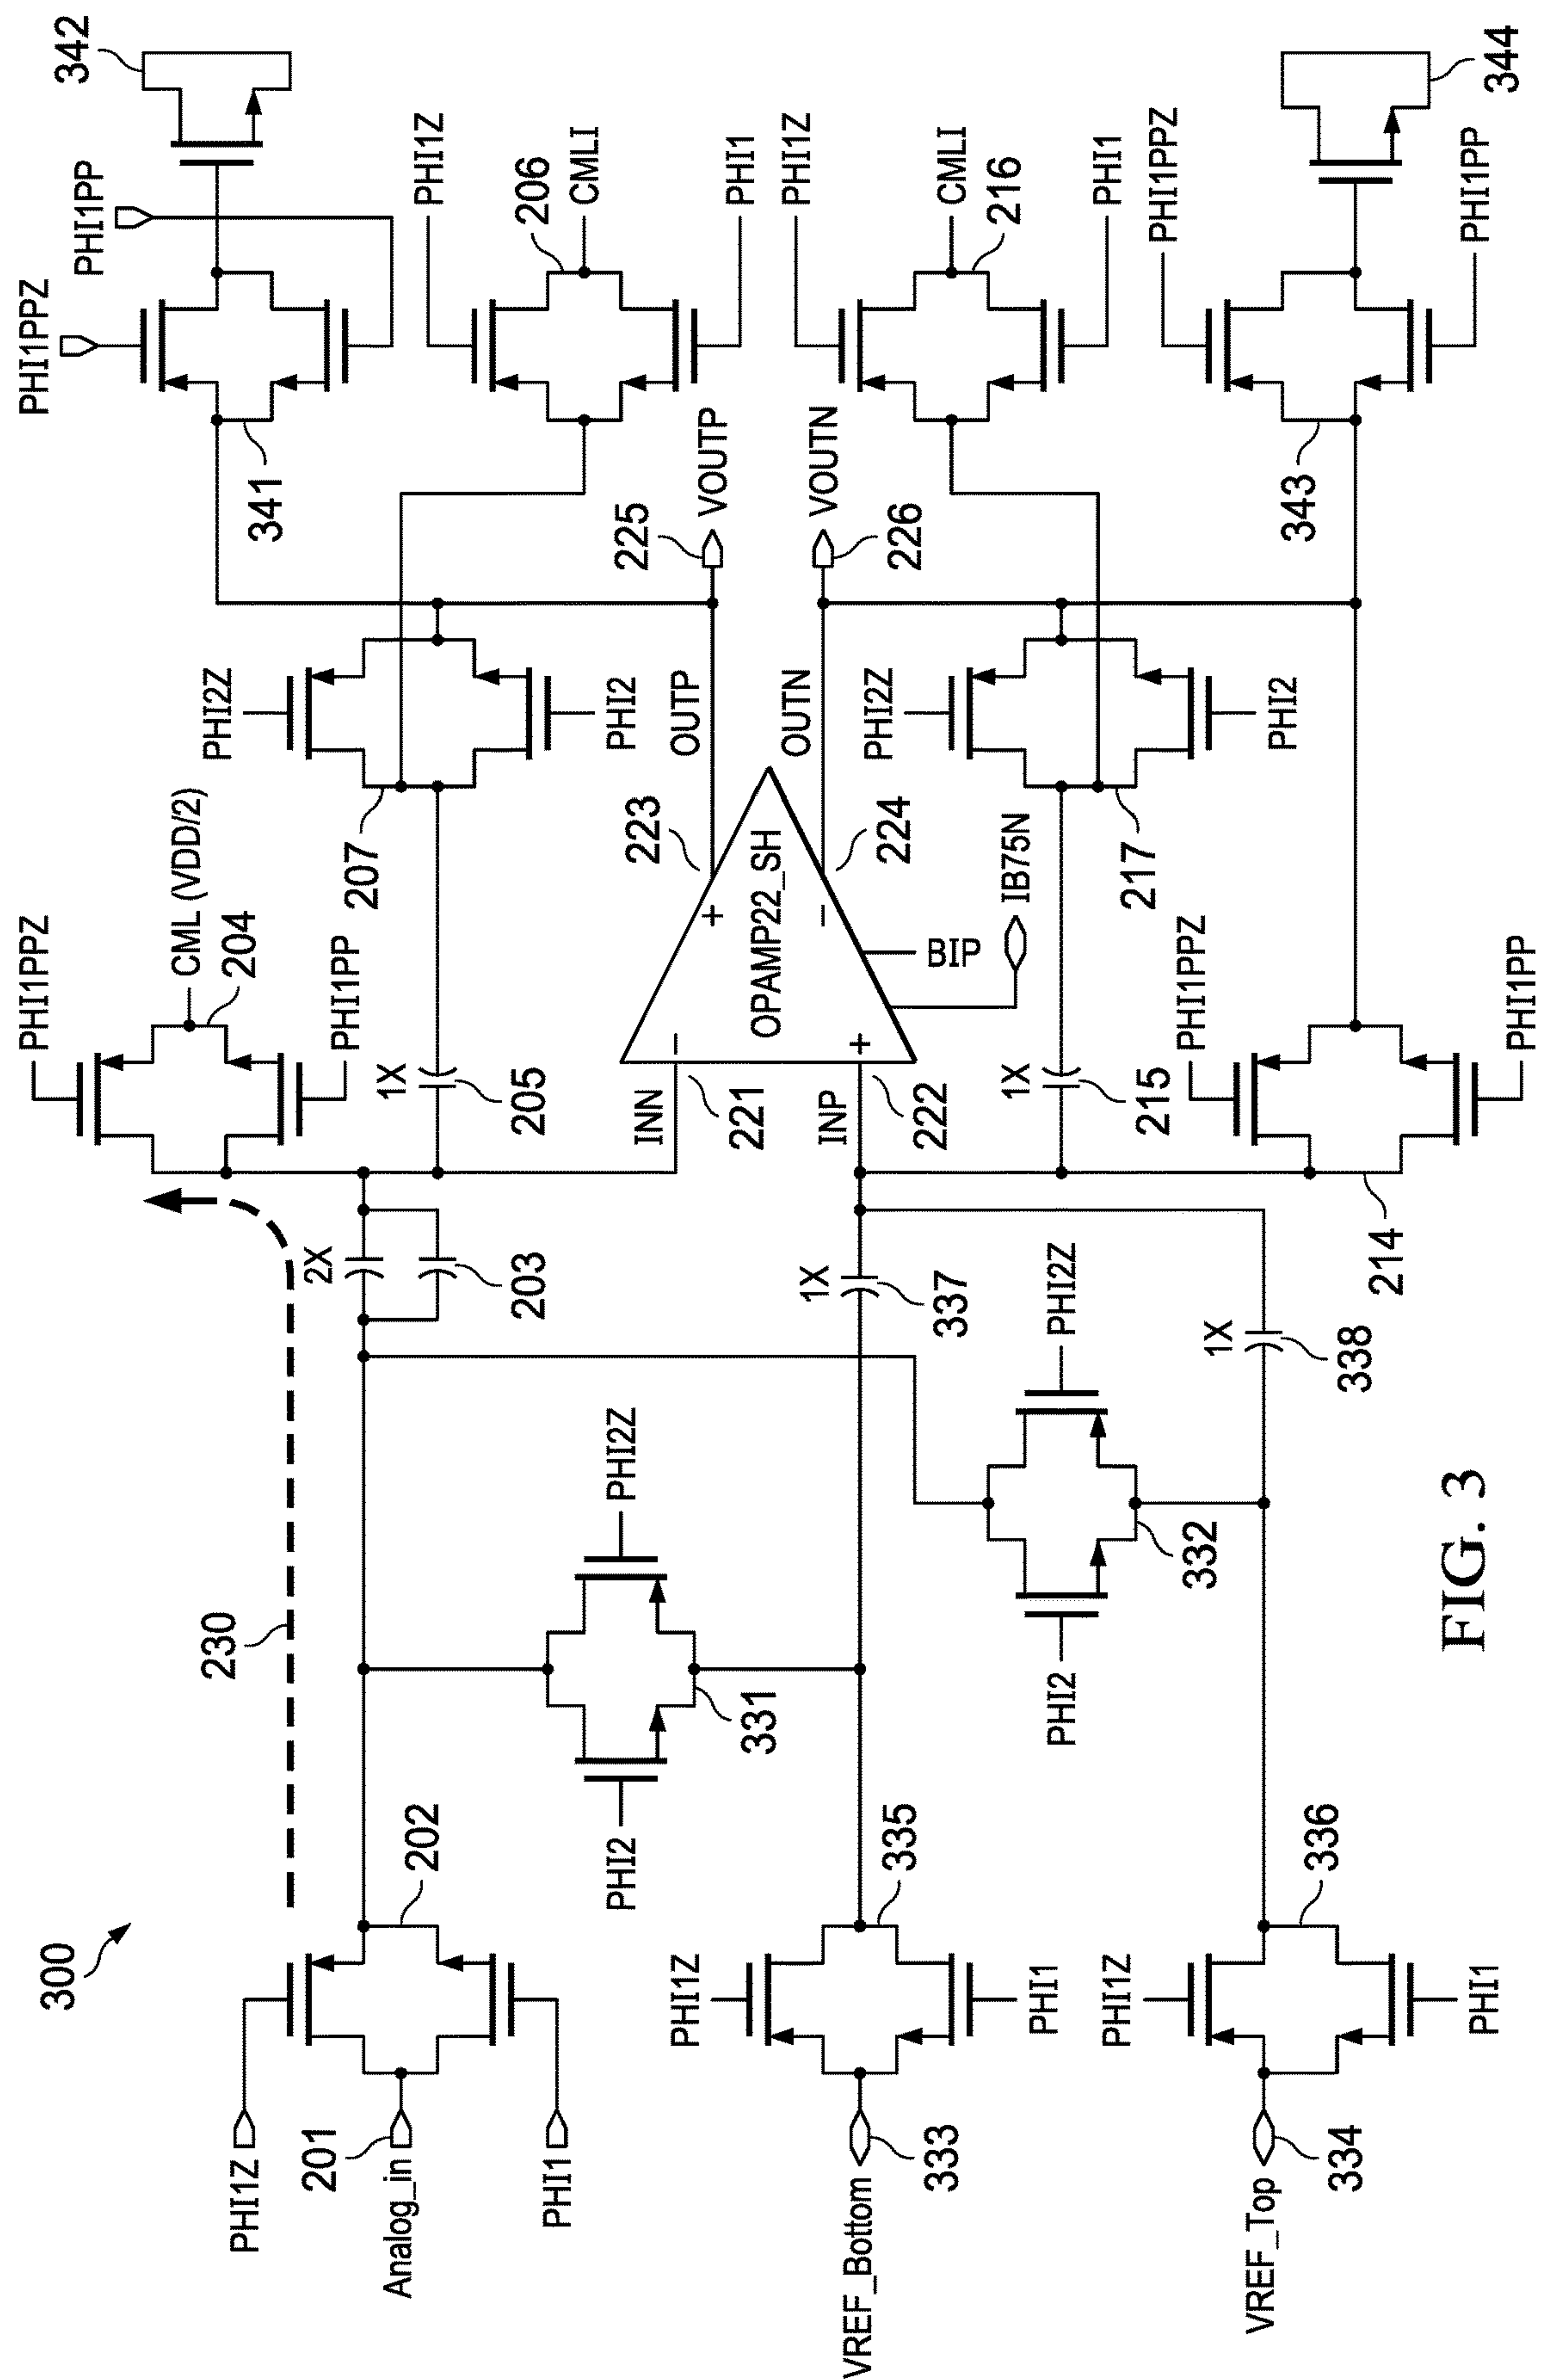 300
PHI1Z
201
Analog_in
PHI1
202
230
2X
203
PHI1PPZ
CML (VDD/2)
204
PHI1PP
1X
205
207
PHI2Z
PHI2
PHI1PPZ
PHI1PP
341
342
PHI1Z
206
CMLI
PHI1
INN
221
INP
222
−
+
OPAMP22_SH
+
−
223
224
OUTP
OUTN
225
VOUTP
226
VOUTN
BIP
IB75N
PHI2Z
PHI2
217
1X
215
PHI1Z
CMLI
216
PHI1
PHI1PPZ
343
PHI1PP
344
PHI1PPZ
PHI1PP
214
PHI2Z
331
PHI2
1X
337
PHI2Z
332
PHI2
1X
338
PHI1Z
335
PHI1
333
VREF_Bottom
PHI1Z
336
PHI1
334
VREF_Top
FIG. 3